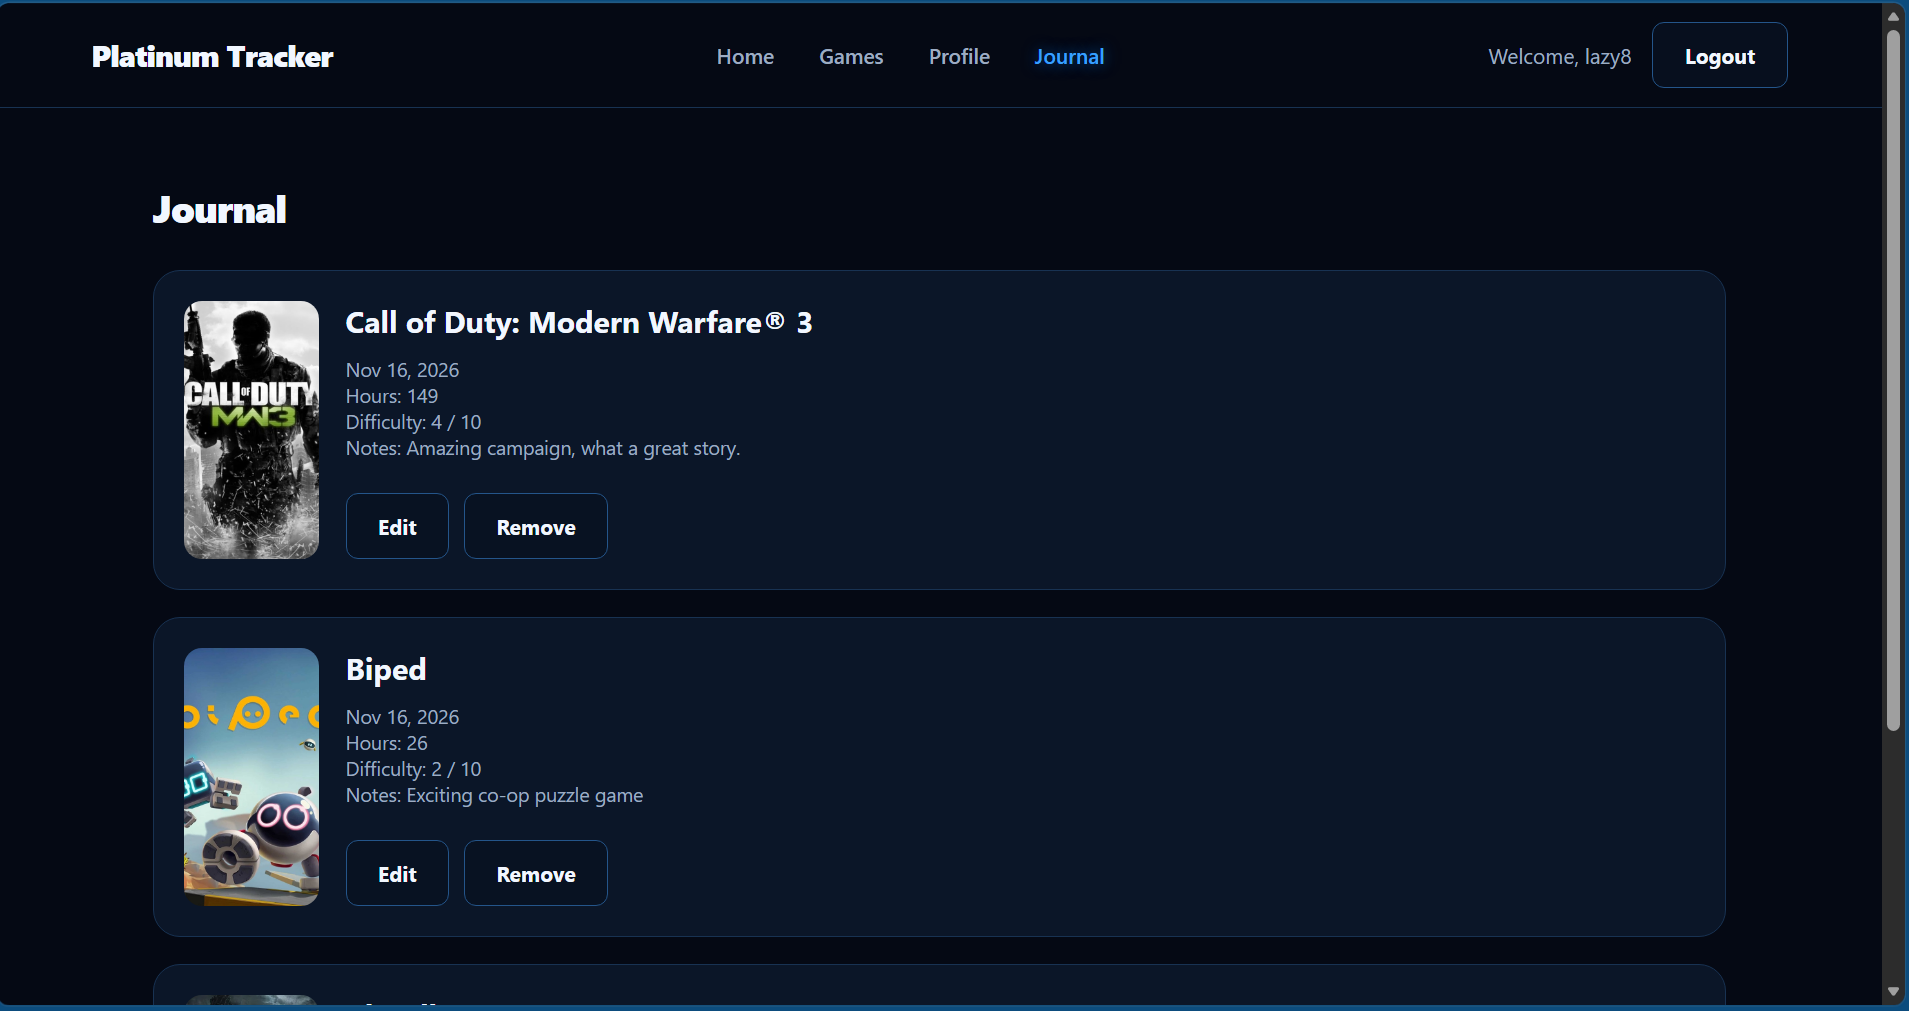 Platinum Tracker
Home Games Profile Journal
Welcome, lazy8 Logout
Journal
CALL OF DUTY
MW3
Call of Duty: Modern Warfare® 3
Nov 16, 2026
Hours: 149
Difficulty: 4 / 10
Notes: Amazing campaign, what a great story.
Edit Remove
Biped
Nov 16, 2026
Hours: 26
Difficulty: 2 / 10
Notes: Exciting co-op puzzle game
Edit Remove